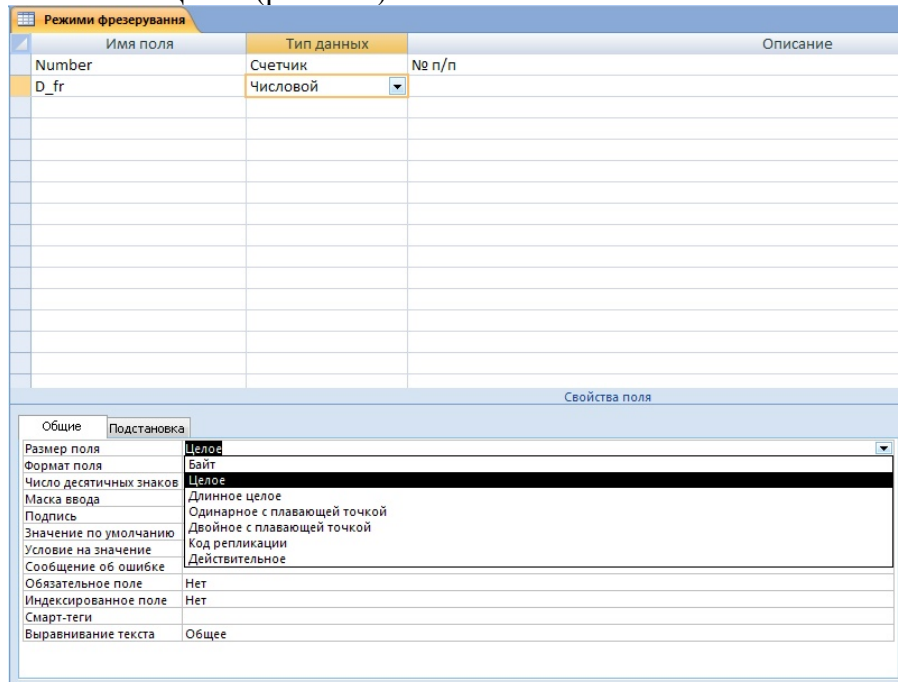 Режими фрезерування
Имя поля Тип данных Описание
Number Счетчик № п/п
D_fr Числовой
Свойства поля
Общие Подстановка
Размер поля Целое
Формат поля Байт
Число десятичных знаков Целое
Маска ввода Длинное целое
Подпись Одинарное с плавающей точкой
Значение по умолчанию Двойное с плавающей точкой
Условие на значение Код репликации
Сообщение об ошибке Действительное
Обязательное поле Нет
Индексированное поле Нет
Смарт-теги
Выравнивание текста Общее